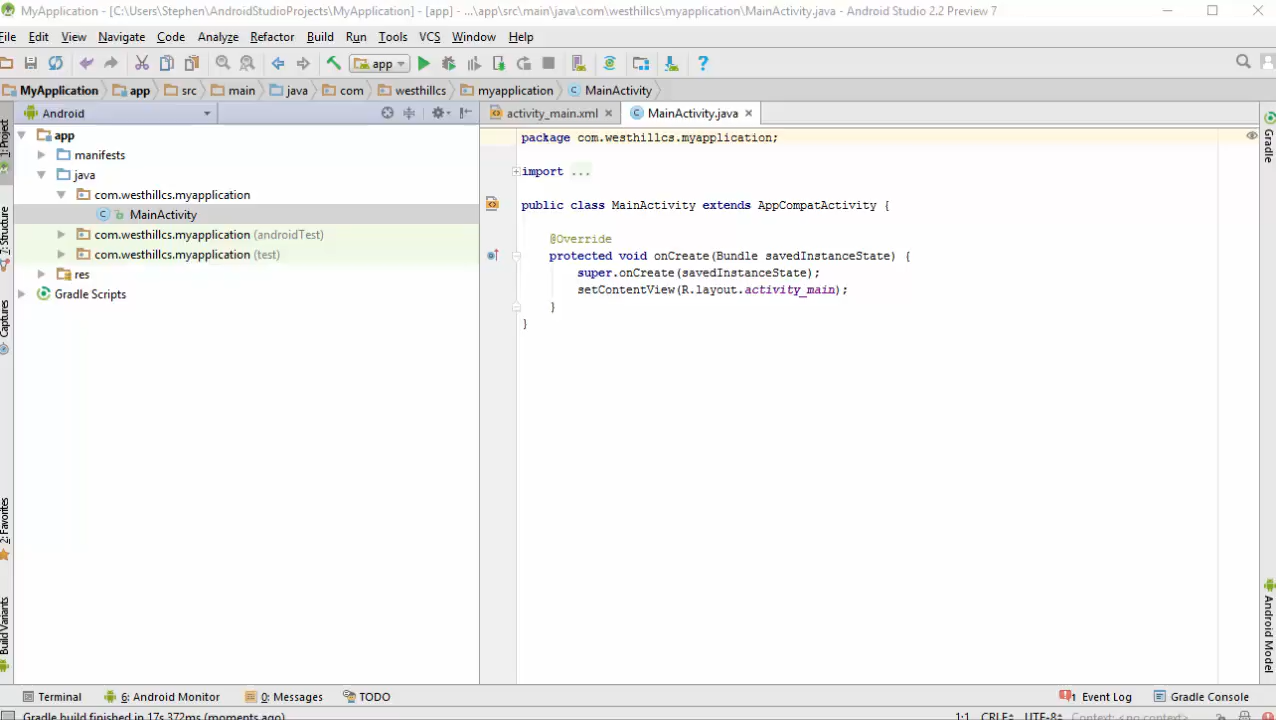 MyApplication - [C:\Users\Stephen\AndroidStudioProjects\MyApplication] - [app] - ...\app\src\main\java\com\westhillcs\myapplication\MainActivity.java - Android Studio 2.2 Preview 7
File Edit View Navigate Code Analyze Refactor Build Run Tools VCS Window Help
app
MyApplication app src main java com westhillcs myapplication MainActivity
Android
activity_main.xml
MainActivity.java
1: Project
7: Structure
Captures
2: Favorites
Build Variants
app
manifests
java
com.westhillcs.myapplication
MainActivity
com.westhillcs.myapplication (androidTest)
com.westhillcs.myapplication (test)
res
Gradle Scripts
package com.westhillcs.myapplication;
import ...
public class MainActivity extends AppCompatActivity {
@Override
protected void onCreate(Bundle savedInstanceState) {
super.onCreate(savedInstanceState);
setContentView(R.layout.activity_main);
}
}
Gradle
Android Model
Terminal 6: Android Monitor 0: Messages TODO 1 Event Log Gradle Console
Gradle build finished in 17s 372ms (moments ago) 1:1 CRLF UTF-8 Context: <no context>